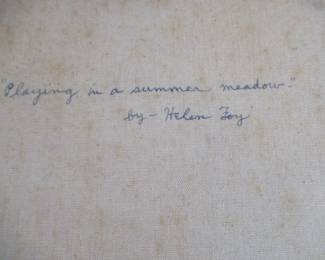 "Playing in a summer meadow."
by - Helen Foy